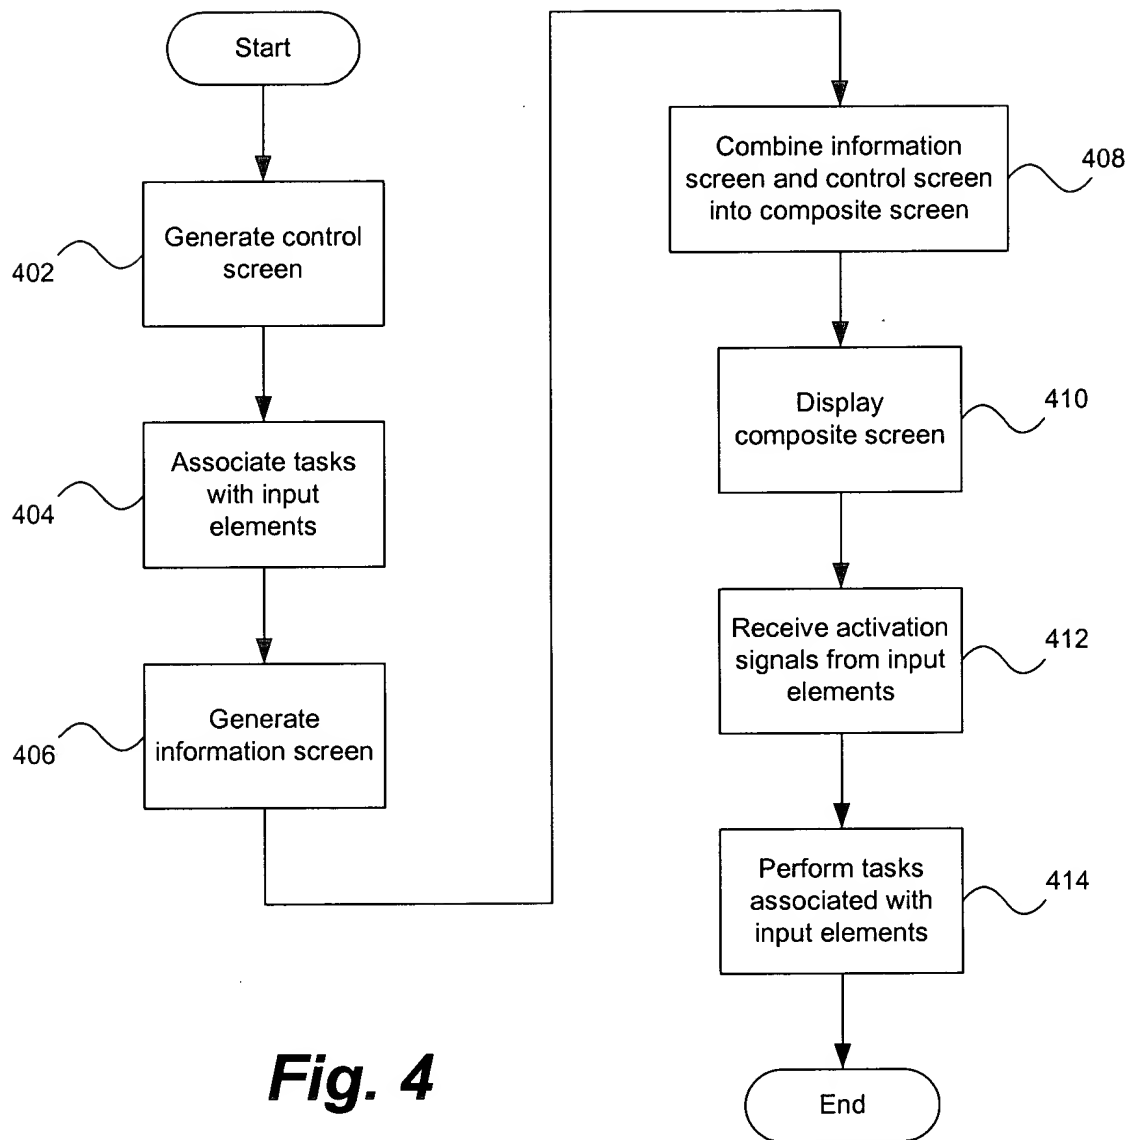 Start
Generate control
screen
402
Associate tasks
with input
elements
404
Generate
information screen
406
Combine information
screen and control screen
into composite screen
408
Display
composite screen
410
Receive activation
signals from input
elements
412
Perform tasks
associated with
input elements
414
End
Fig. 4